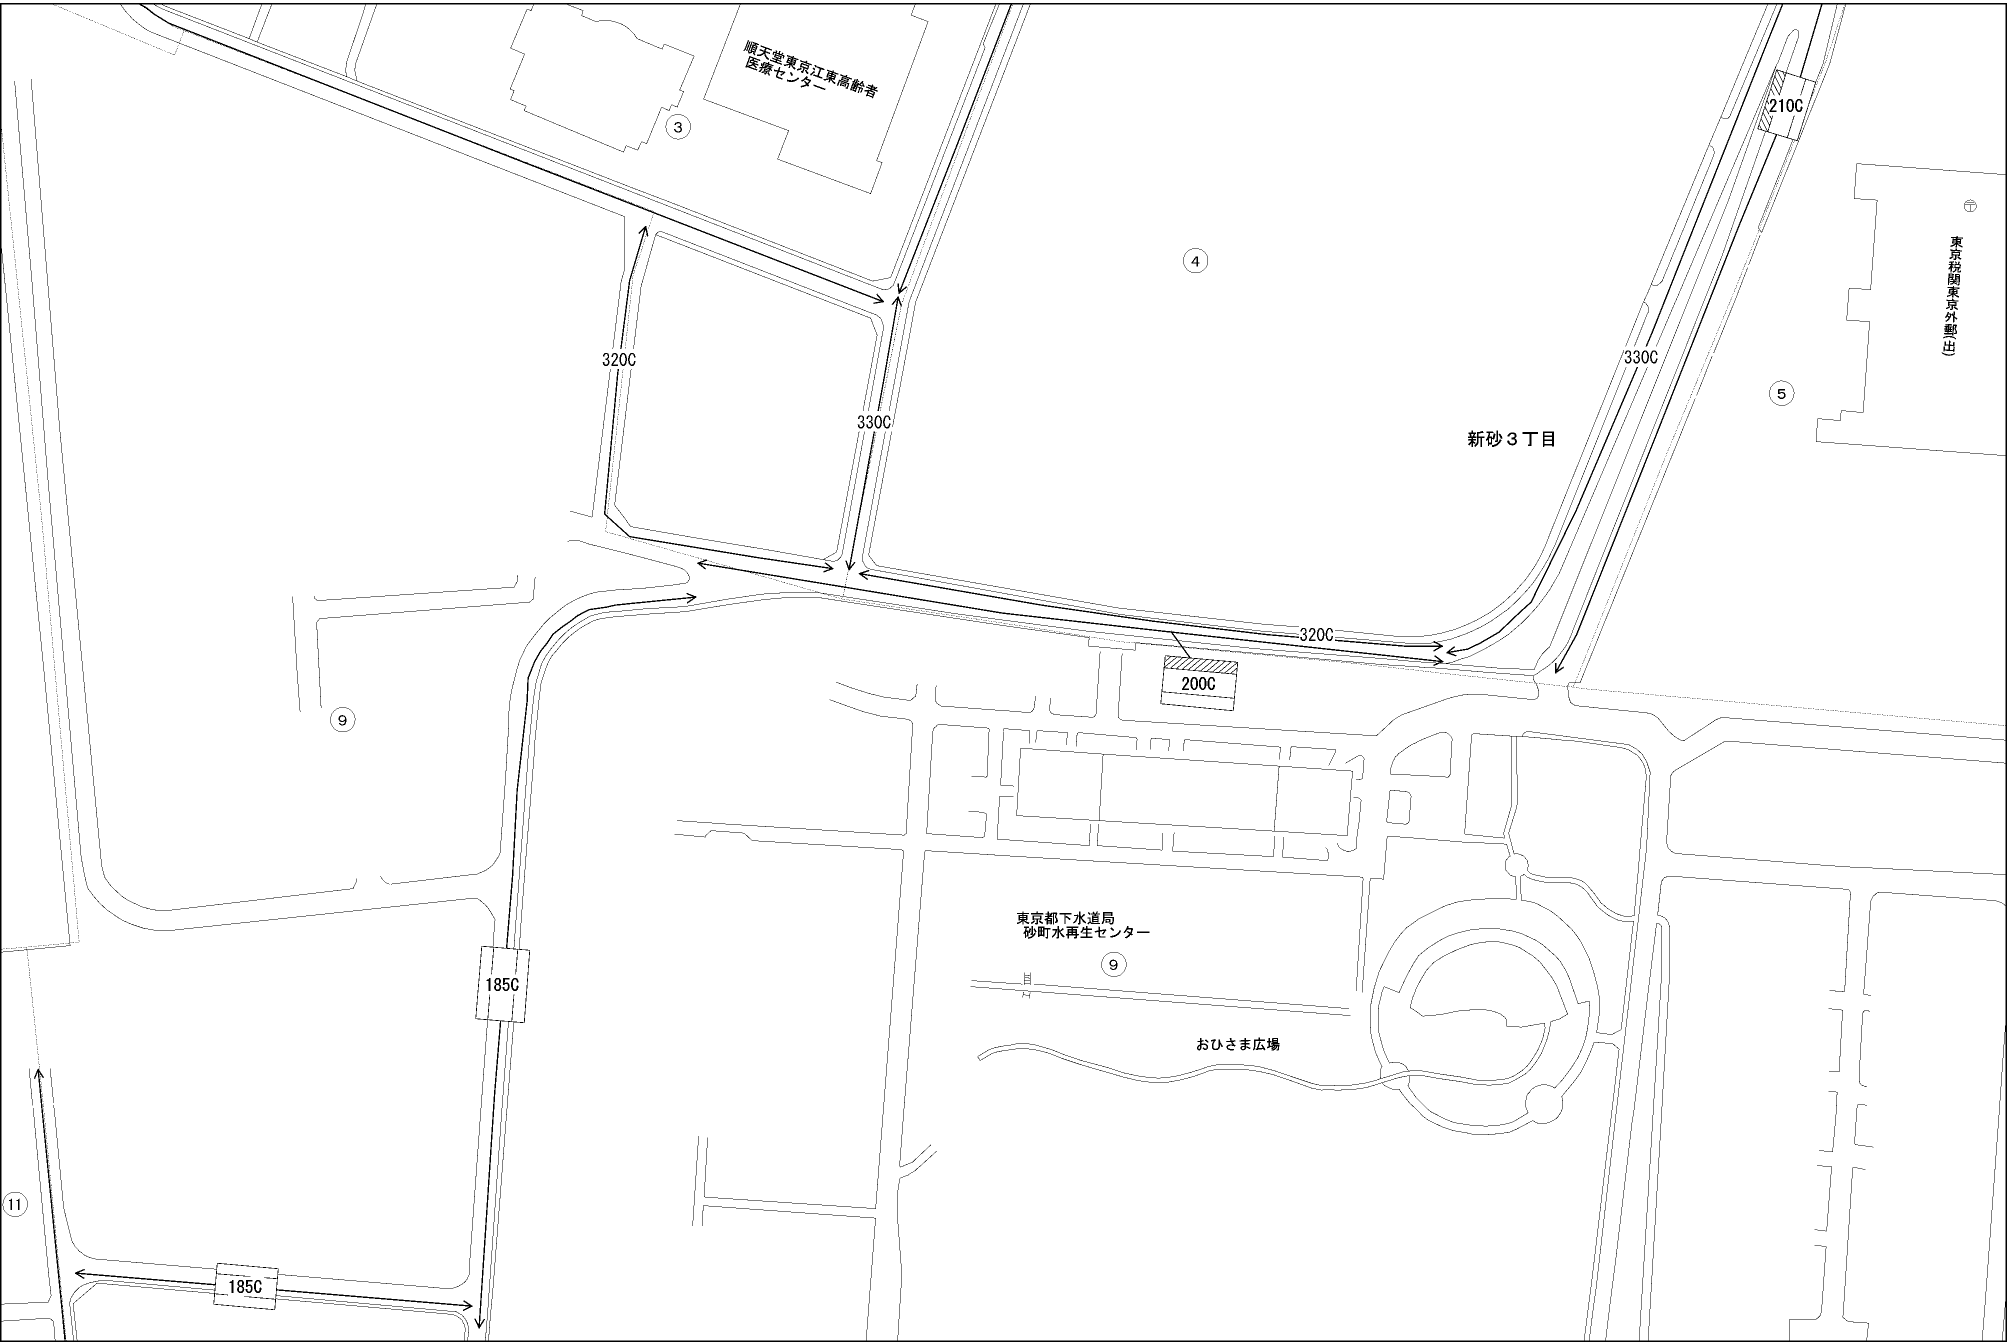 順天堂東京江東高齢者
医療センター
③
210C
④
東京税関東京外郵(出)
320C
330C
330C
⑤
新砂３丁目
320C
200C
⑨
東京都下水道局
砂町水再生センター
⑨
185C
おひさま広場
⑪
185C